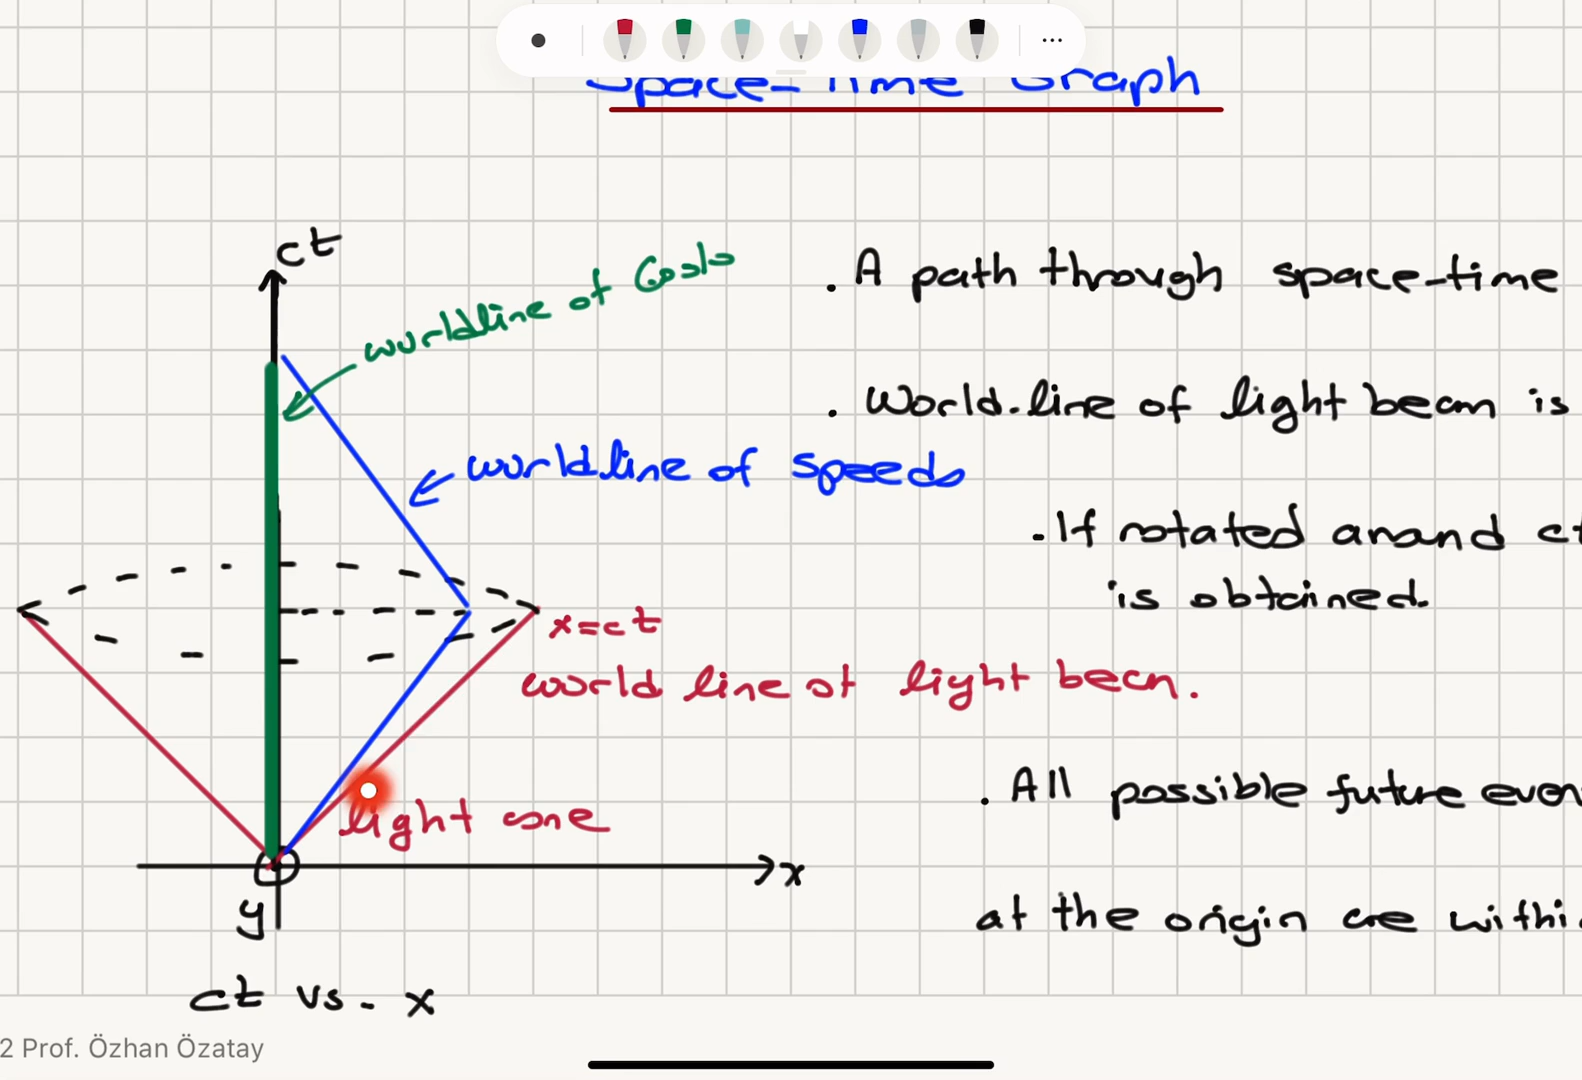 Space-Time Graph
ct
worldline of Goslo
. A path through space-time
. World-line of light beam is
worldline of speedo
. If rotated around ct
is obtained.
x=ct
world line of light beam.
. All possible future even
light cone
x
y
at the origin are withi
ct vs- x
2 Prof. Özhan Özatay